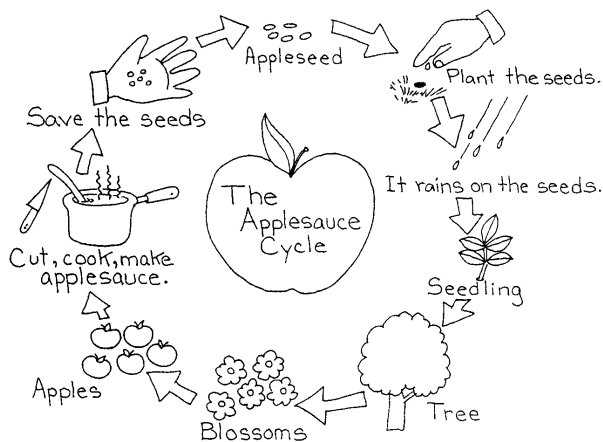 The
Applesauce
Cycle
Appleseed
Plant the seeds.
It rains on the seeds.
Seedling
Tree
Blossoms
Apples
Cut, cook, make
applesauce.
Save the seeds